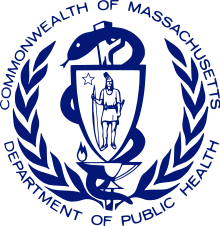 COMMONWEALTH OF MASSACHUSETTS
DEPARTMENT OF PUBLIC HEALTH